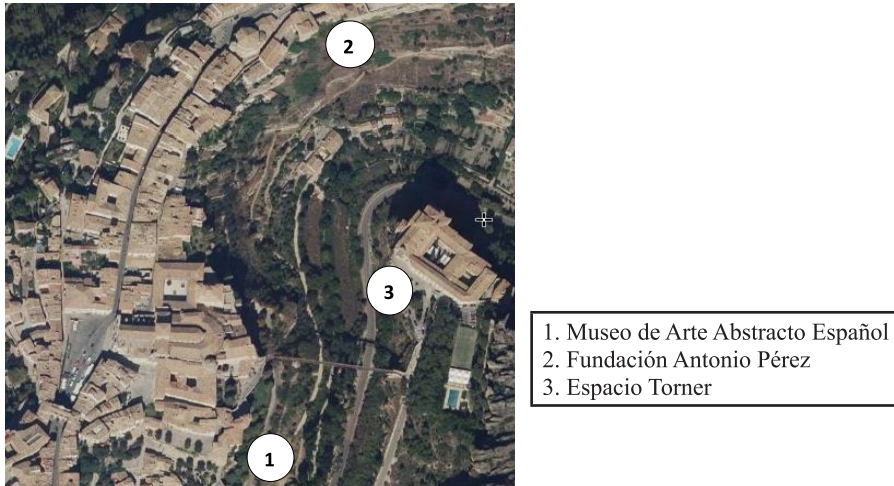 2
3
1
1. Museo de Arte Abstracto Español
2. Fundación Antonio Pérez
3. Espacio Torner